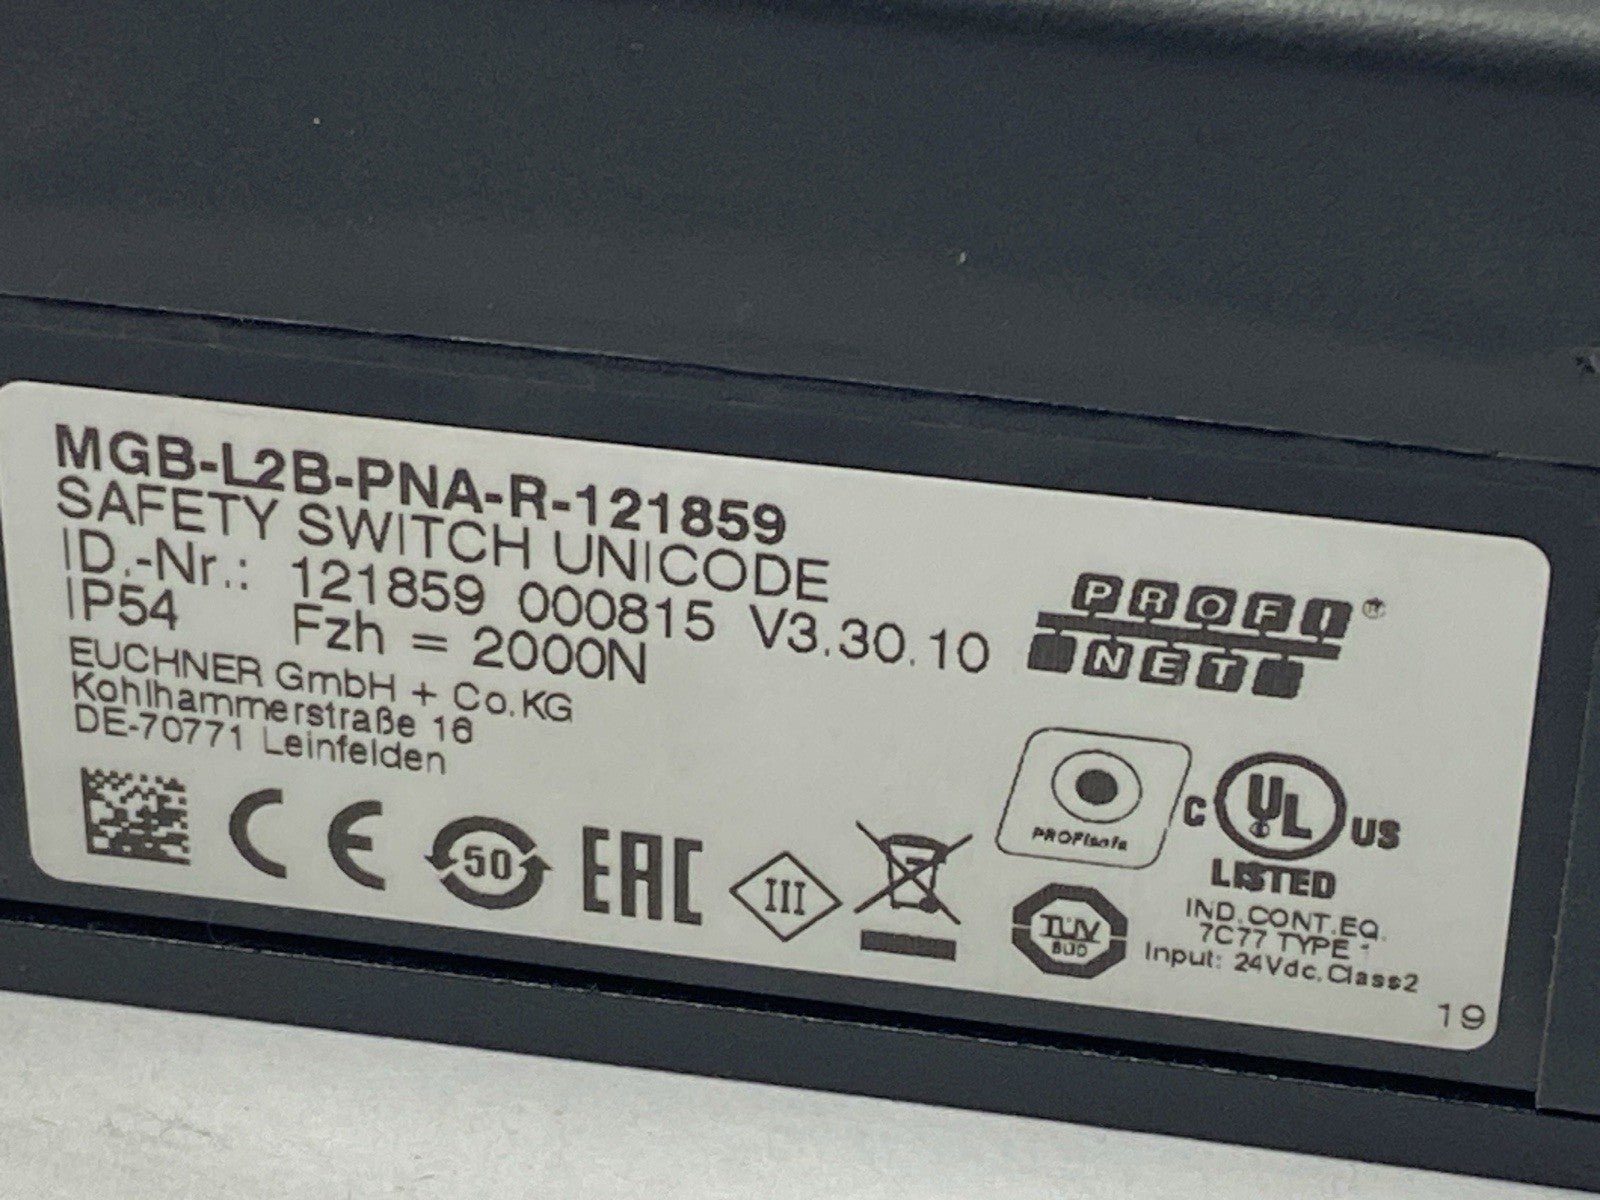 MGB-L2B-PNA-R-121859
SAFETY SWITCH UNICODE
ID.-Nr.: 121859 000815 V3.30.10
IP54 Fzh = 2000N
EUCHNER GmbH + Co.KG
Kohlhammerstraße 16
DE-70771 Leinfelden
PROFI®
NET
PROFIsafe
C UL US
LISTED
IND.CONT.EQ.
7C77 TYPE 1
Input: 24Vdc, Class2
CE
50
EAC
III
TÜV
SÜD
19